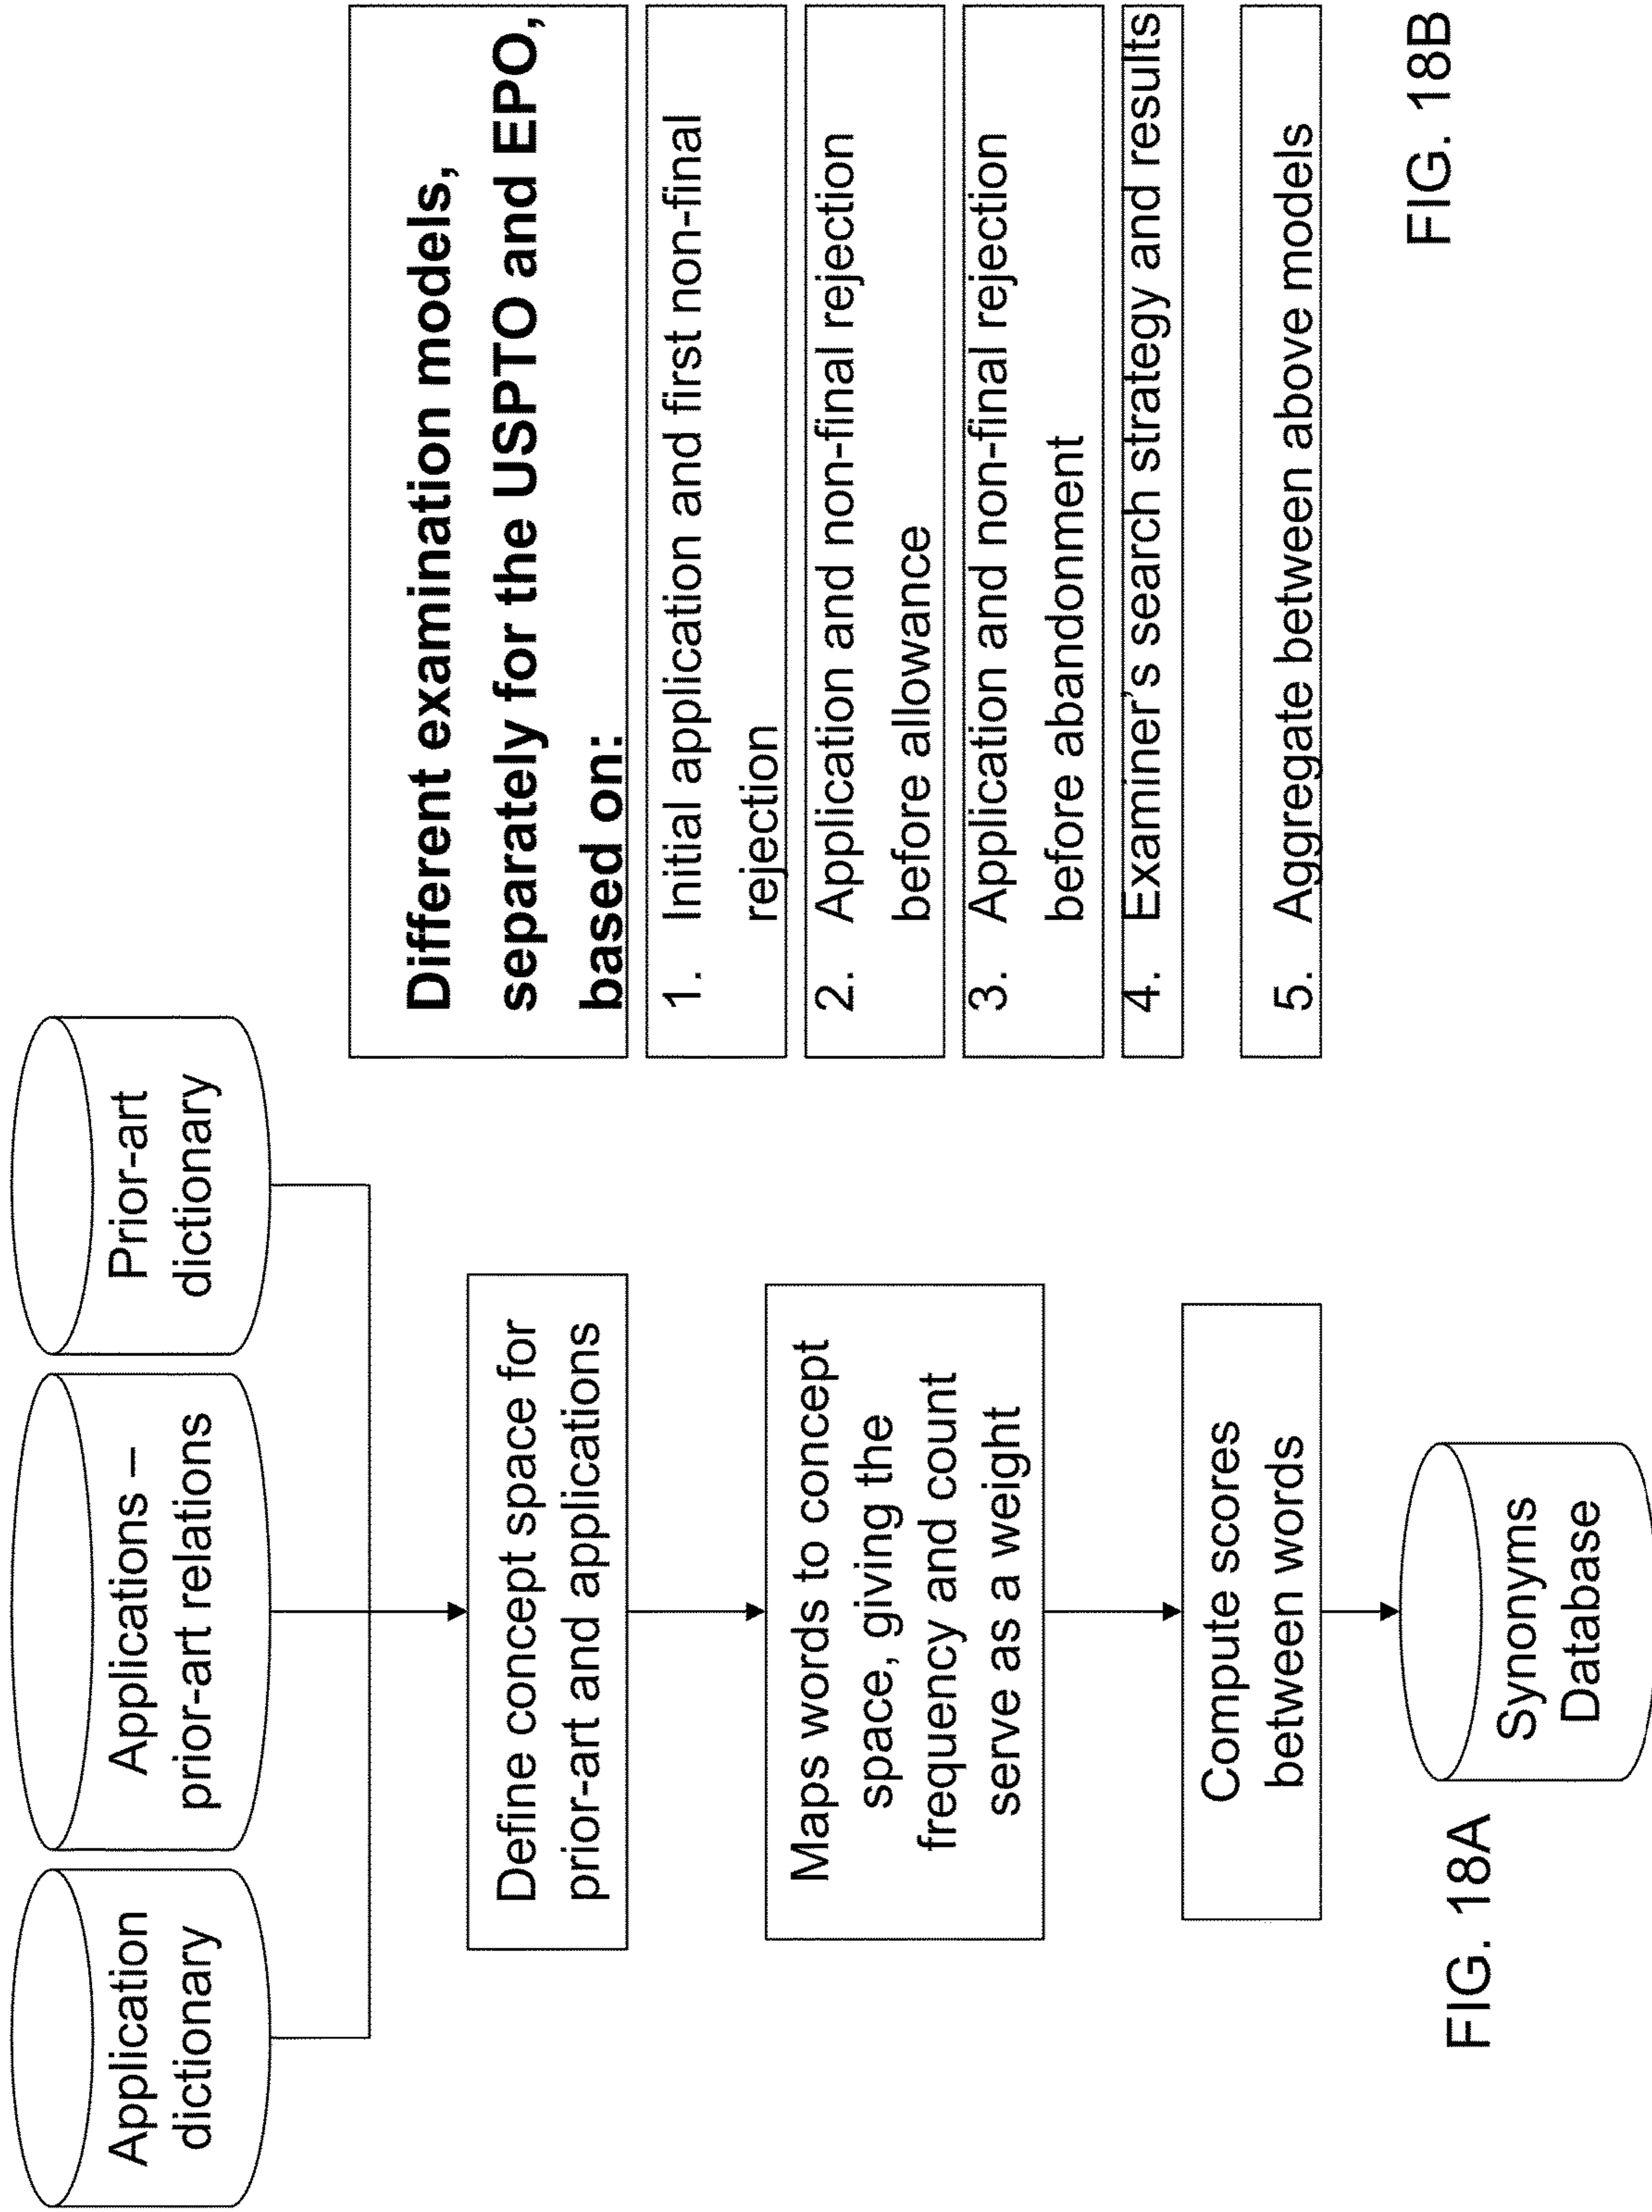 Application
dictionary
Applications –
prior-art relations
Prior-art
dictionary
Define concept space for
prior-art and applications
Maps words to concept
space, giving the
frequency and count
serve as a weight
Compute scores
between words
Synonyms
Database
FIG. 18A
Different examination models,
separately for the USPTO and EPO,
based on:
1. Initial application and first non-final
rejection
2. Application and non-final rejection
before allowance
3. Application and non-final rejection
before abandonment
4. Examiner's search strategy and results
5. Aggregate between above models
FIG. 18B